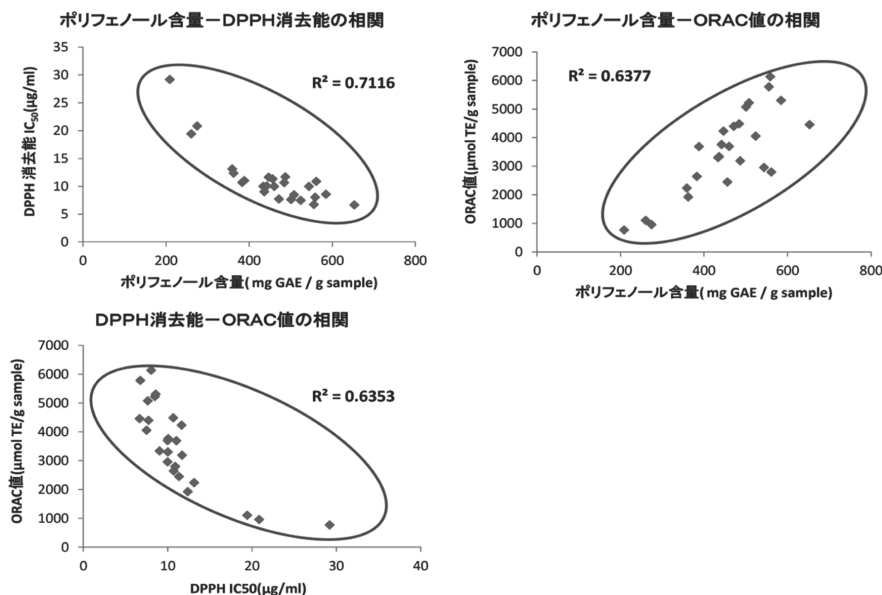 ポリフェノール含量－DPPH消去能の相関
35
30
25
20
15
10
5
0
DPPH 消去能 IC₅₀(μg/ml)
R² = 0.7116
0 200 400 600 800
ポリフェノール含量( mg GAE / g sample)
ポリフェノール含量－ORAC値の相関
7000
6000
5000
4000
3000
2000
1000
0
ORAC値(μmol TE/g sample)
R² = 0.6377
0 200 400 600 800
ポリフェノール含量( mg GAE / g sample)
DPPH消去能－ORAC値の相関
7000
6000
5000
4000
3000
2000
1000
0
ORAC値(μmol TE/g sample)
R² = 0.6353
0 10 20 30 40
DPPH IC50(μg/ml)